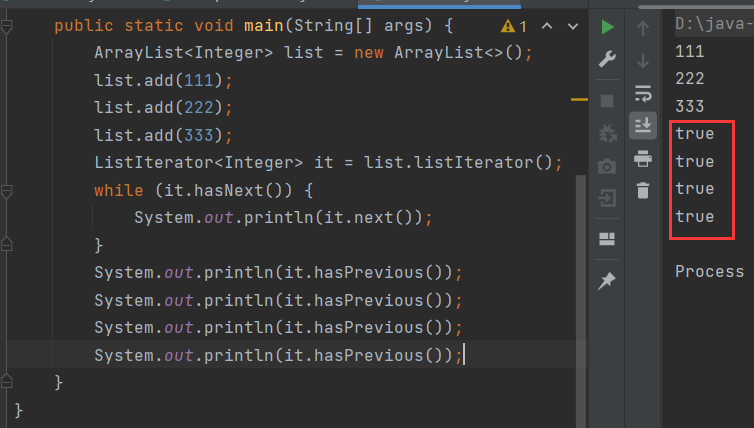 public static void main(String[] args) {
ArrayList<Integer> list = new ArrayList<>();
list.add(111);
list.add(222);
list.add(333);
ListIterator<Integer> it = list.listIterator();
while (it.hasNext()) {
System.out.println(it.next());
}
System.out.println(it.hasPrevious());
System.out.println(it.hasPrevious());
System.out.println(it.hasPrevious());
System.out.println(it.hasPrevious());
}
}
1
D:\java-
111
222
333
true
true
true
true
Process